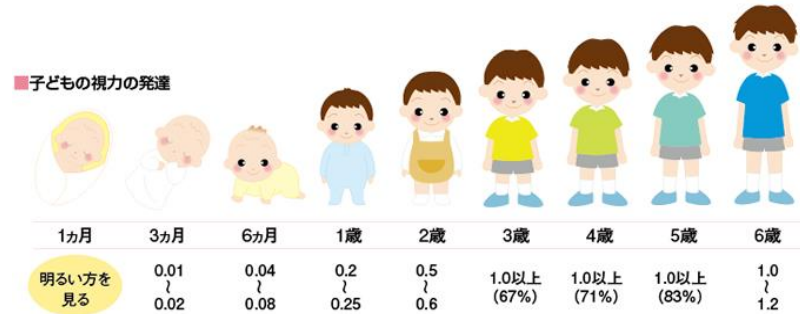 ■子どもの視力の発達
1ヵ月 3ヵ月 6ヵ月 1歳 2歳 3歳 4歳 5歳 6歳
明るい方を見る
0.01〜0.02
0.04〜0.08
0.2〜0.25
0.5〜0.6
1.0以上
(67%)
1.0以上
(71%)
1.0以上
(83%)
1.0〜1.2